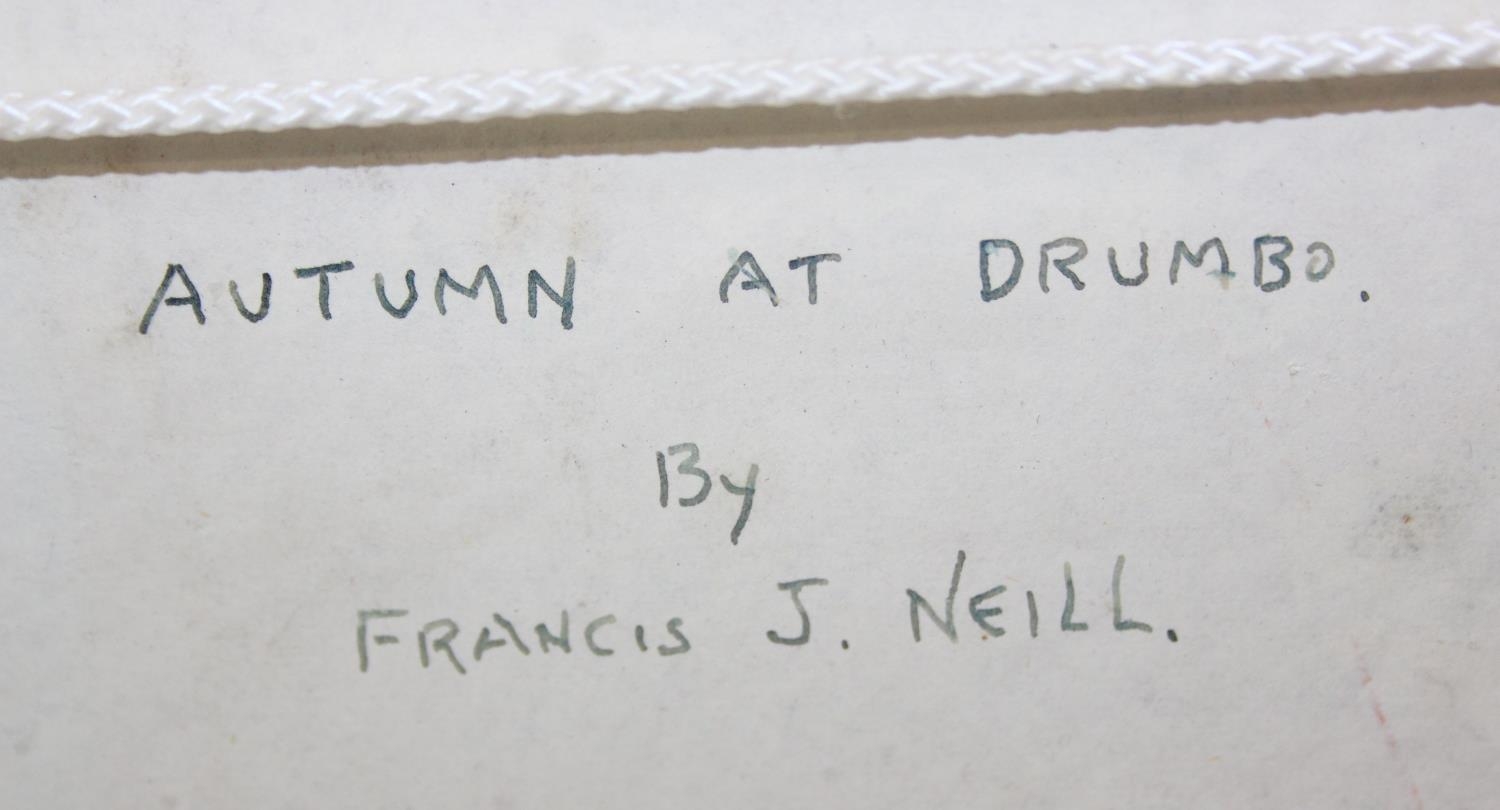 AUTUMN AT DRUMBO.
By
FRANCIS J. NEILL.